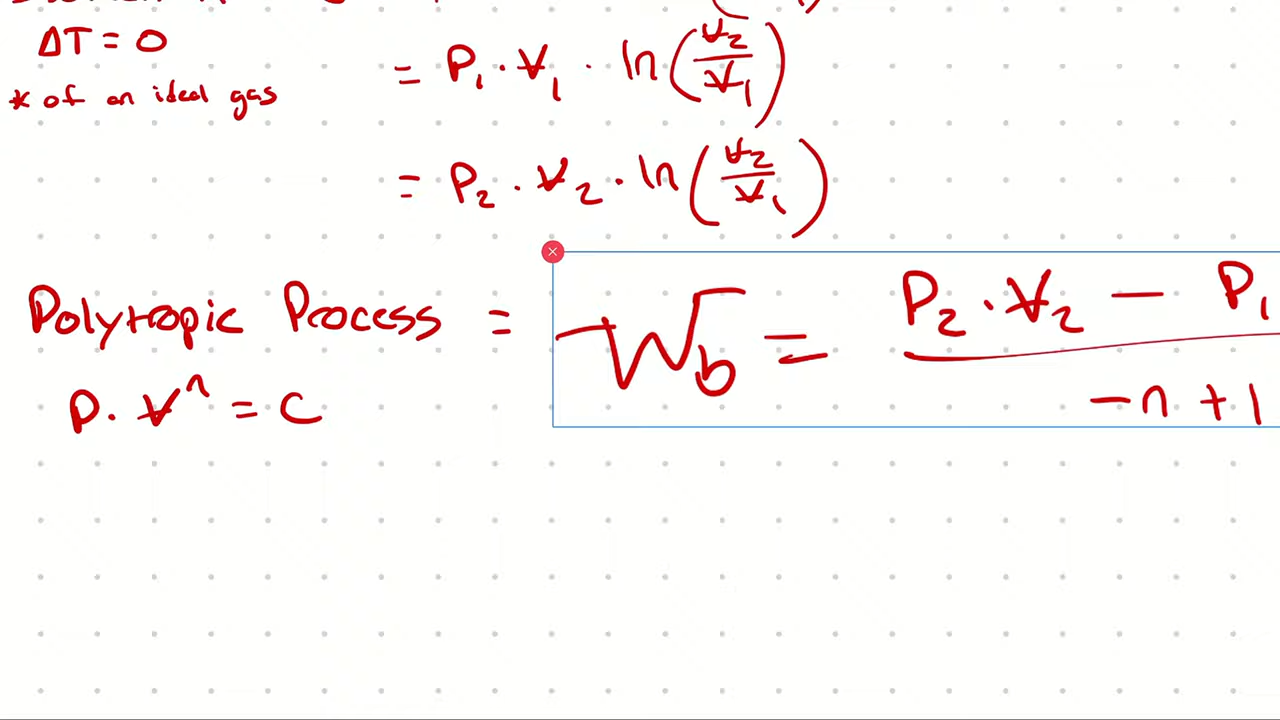 ΔT = 0
= P₁ · V₁ · ln(V₂/V₁)
* of an ideal gas
= P₂ · V₂ · ln(V₂/V₁)
Polytropic Process = W_b = P₂ · V₂ − P₁
−n + 1
P · Vⁿ = C